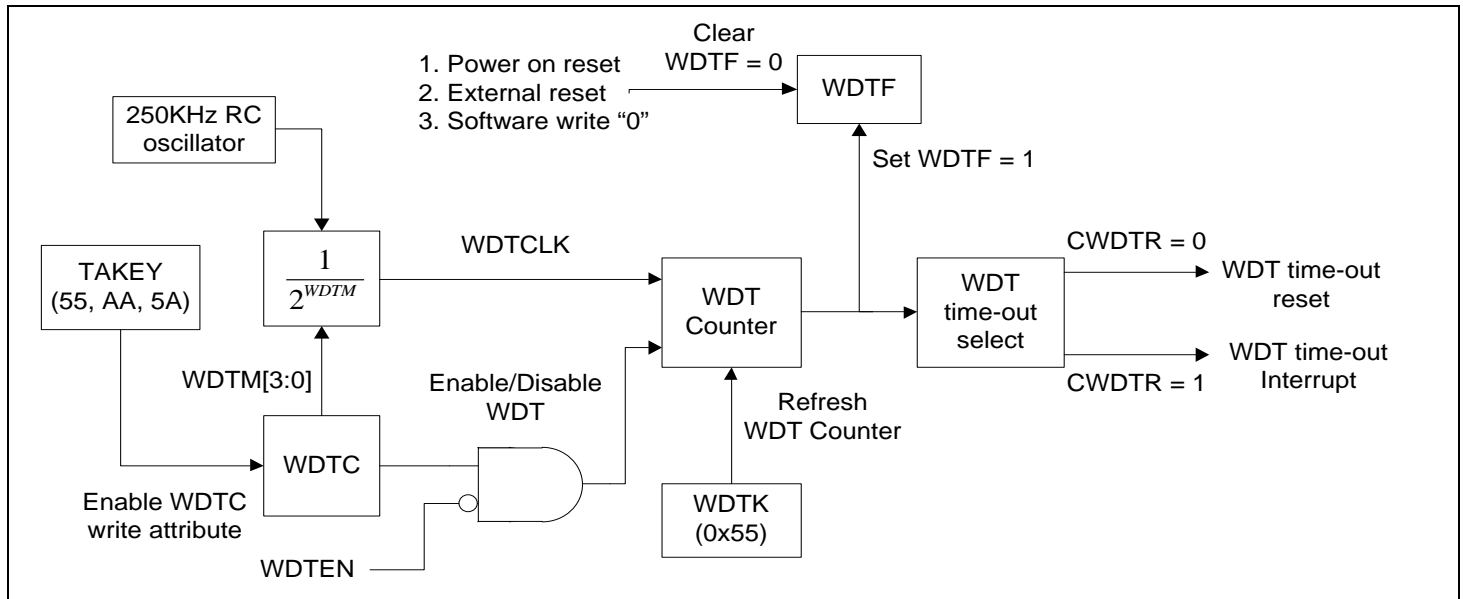 Clear
WDTF = 0
1. Power on reset
2. External reset
3. Software write “0”
WDTF
250KHz RC
oscillator
Set WDTF = 1
TAKEY
(55, AA, 5A)
1
2^WDTM
WDTCLK
WDT
Counter
WDT
time-out
select
CWDTR = 0
WDT time-out
reset
CWDTR = 1
WDT time-out
Interrupt
WDTM[3:0]
Enable/Disable
WDT
Refresh
WDT Counter
WDTC
Enable WDTC
write attribute
WDTK
(0x55)
WDTEN